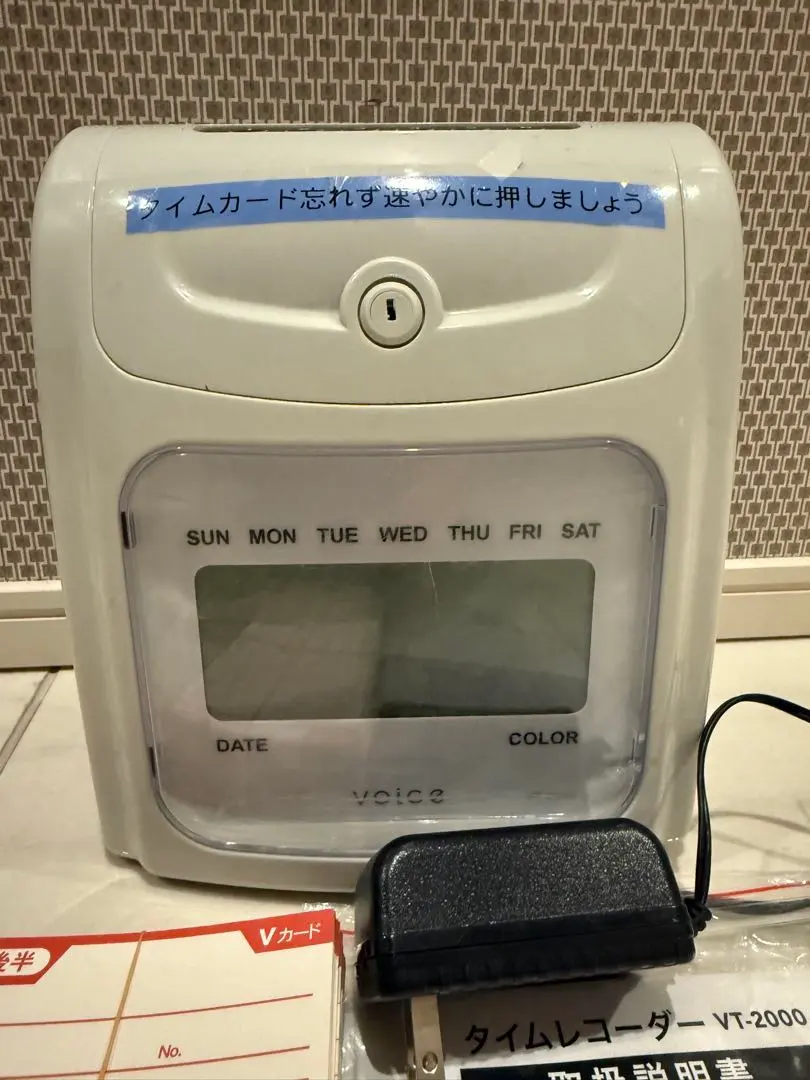 タイムカード忘れず速やかに押しましょう
SUN MON TUE WED THU FRI SAT
DATE COLOR
voice
後半 Vカード
No.
タイムレコーダー VT-2000
取扱説明書